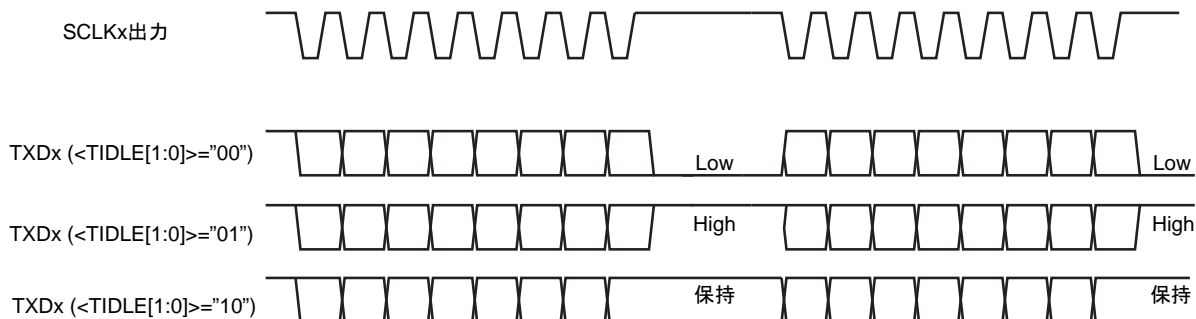 SCLKx出力
TXDx (<TIDLE[1:0]>=”00”)
Low
Low
TXDx (<TIDLE[1:0]>=”01”)
High
High
TXDx (<TIDLE[1:0]>=”10”)
保持
保持